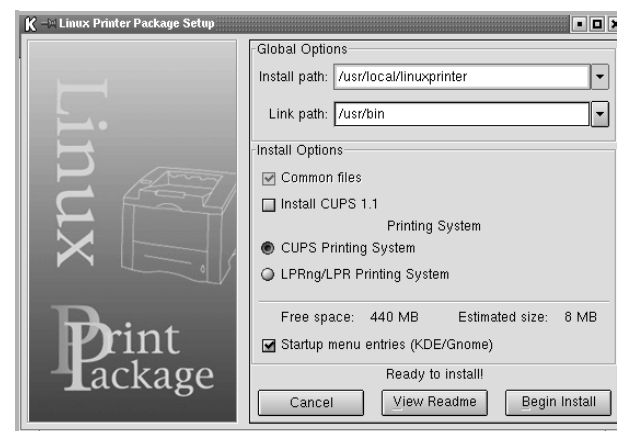 Linux Printer Package Setup
Linux
Print
Package
Global Options
Install path: /usr/local/linuxprinter
Link path: /usr/bin
Install Options
Common files
Install CUPS 1.1
Printing System
CUPS Printing System
LPRng/LPR Printing System
Free space: 440 MB Estimated size: 8 MB
Startup menu entries (KDE/Gnome)
Ready to install!
Cancel View Readme Begin Install